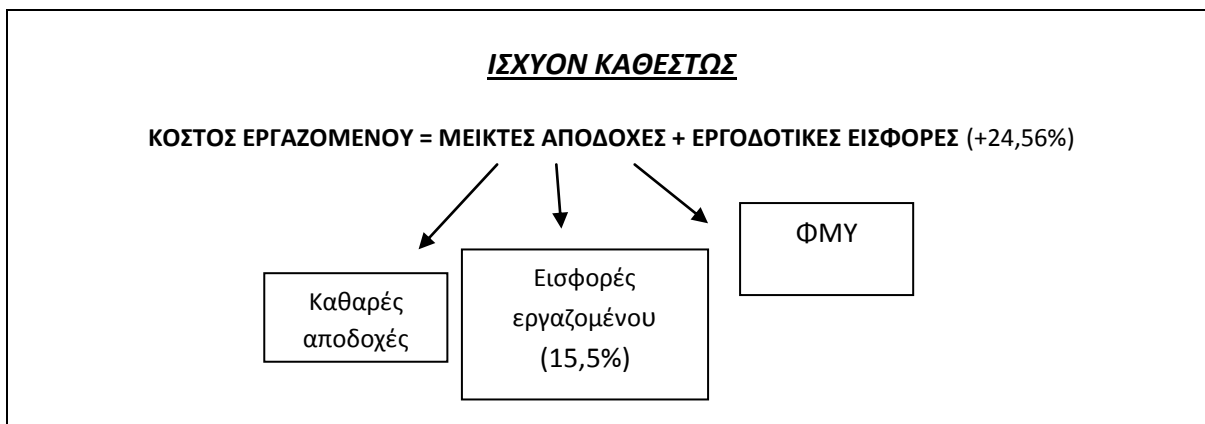 ΙΣΧΥΟΝ ΚΑΘΕΣΤΩΣ
ΚΟΣΤΟΣ ΕΡΓΑΖΟΜΕΝΟΥ = ΜΕΙΚΤΕΣ ΑΠΟΔΟΧΕΣ + ΕΡΓΟΔΟΤΙΚΕΣ ΕΙΣΦΟΡΕΣ (+24,56%)
Καθαρές
αποδοχές
Εισφορές
εργαζομένου
(15,5%)
ΦΜΥ